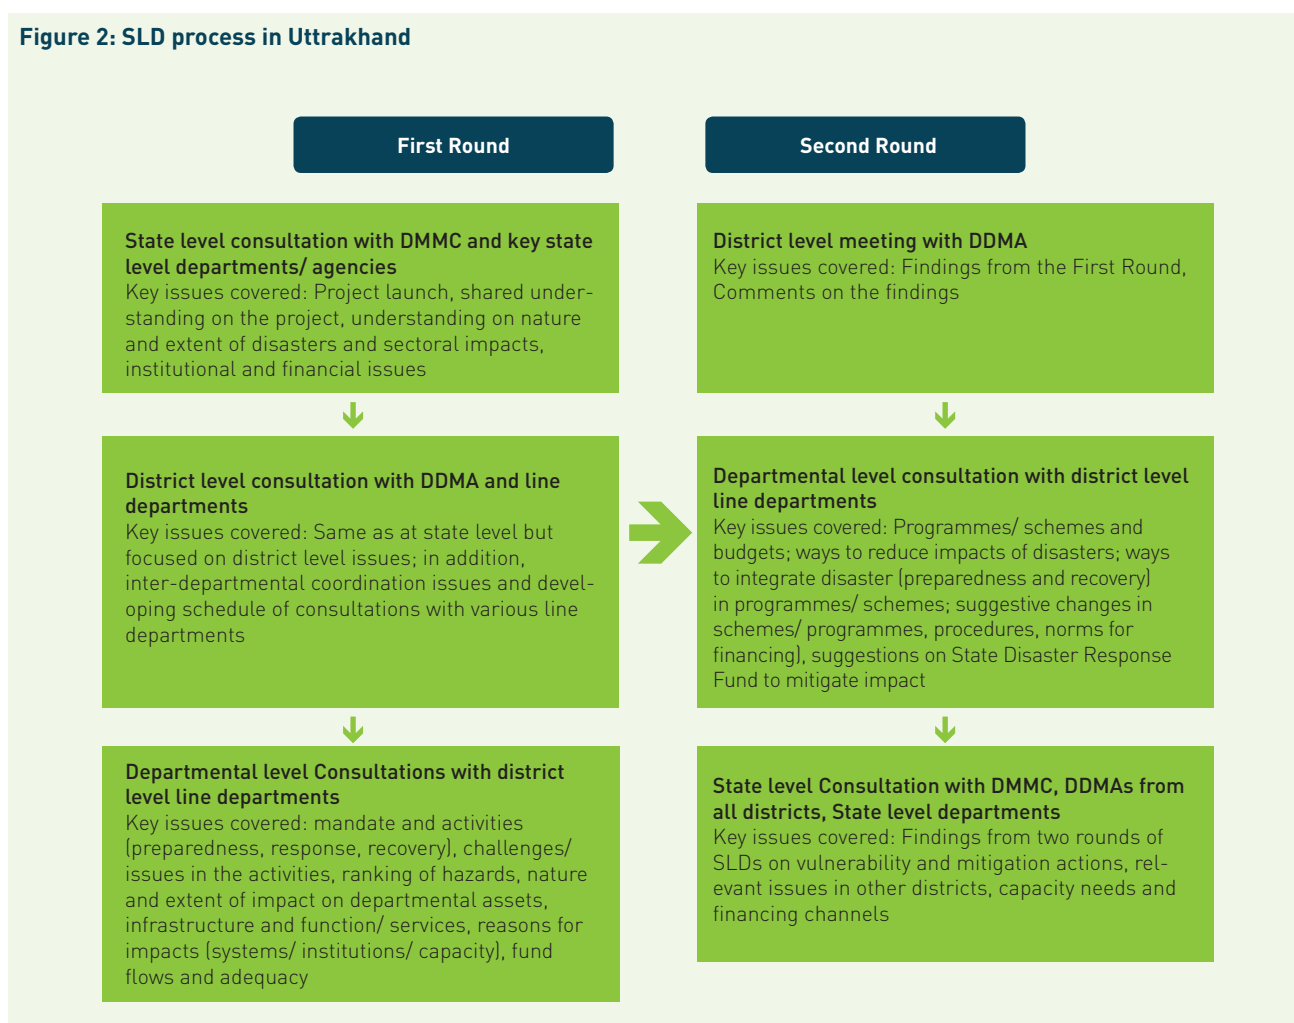 Figure 2: SLD process in Uttrakhand
First Round
State level consultation with DMMC and key state
level departments/ agencies
Key issues covered: Project launch, shared under-
standing on the project, understanding on nature
and extent of disasters and sectoral impacts,
institutional and financial issues
District level consultation with DDMA and line
departments
Key issues covered: Same as at state level but
focused on district level issues; in addition,
inter-departmental coordination issues and devel-
oping schedule of consultations with various line
departments
Departmental level Consultations with district
level line departments
Key issues covered: mandate and activities
(preparedness, response, recovery), challenges/
issues in the activities, ranking of hazards, nature
and extent of impact on departmental assets,
infrastructure and function/ services, reasons for
impacts (systems/ institutions/ capacity), fund
flows and adequacy
Second Round
District level meeting with DDMA
Key issues covered: Findings from the First Round,
Comments on the findings
Departmental level consultation with district level
line departments
Key issues covered: Programmes/ schemes and
budgets; ways to reduce impacts of disasters; ways
to integrate disaster (preparedness and recovery)
in programmes/ schemes; suggestive changes in
schemes/ programmes, procedures, norms for
financing), suggestions on State Disaster Response
Fund to mitigate impact
State level Consultation with DMMC, DDMAs from
all districts, State level departments
Key issues covered: Findings from two rounds of
SLDs on vulnerability and mitigation actions, rel-
evant issues in other districts, capacity needs and
financing channels